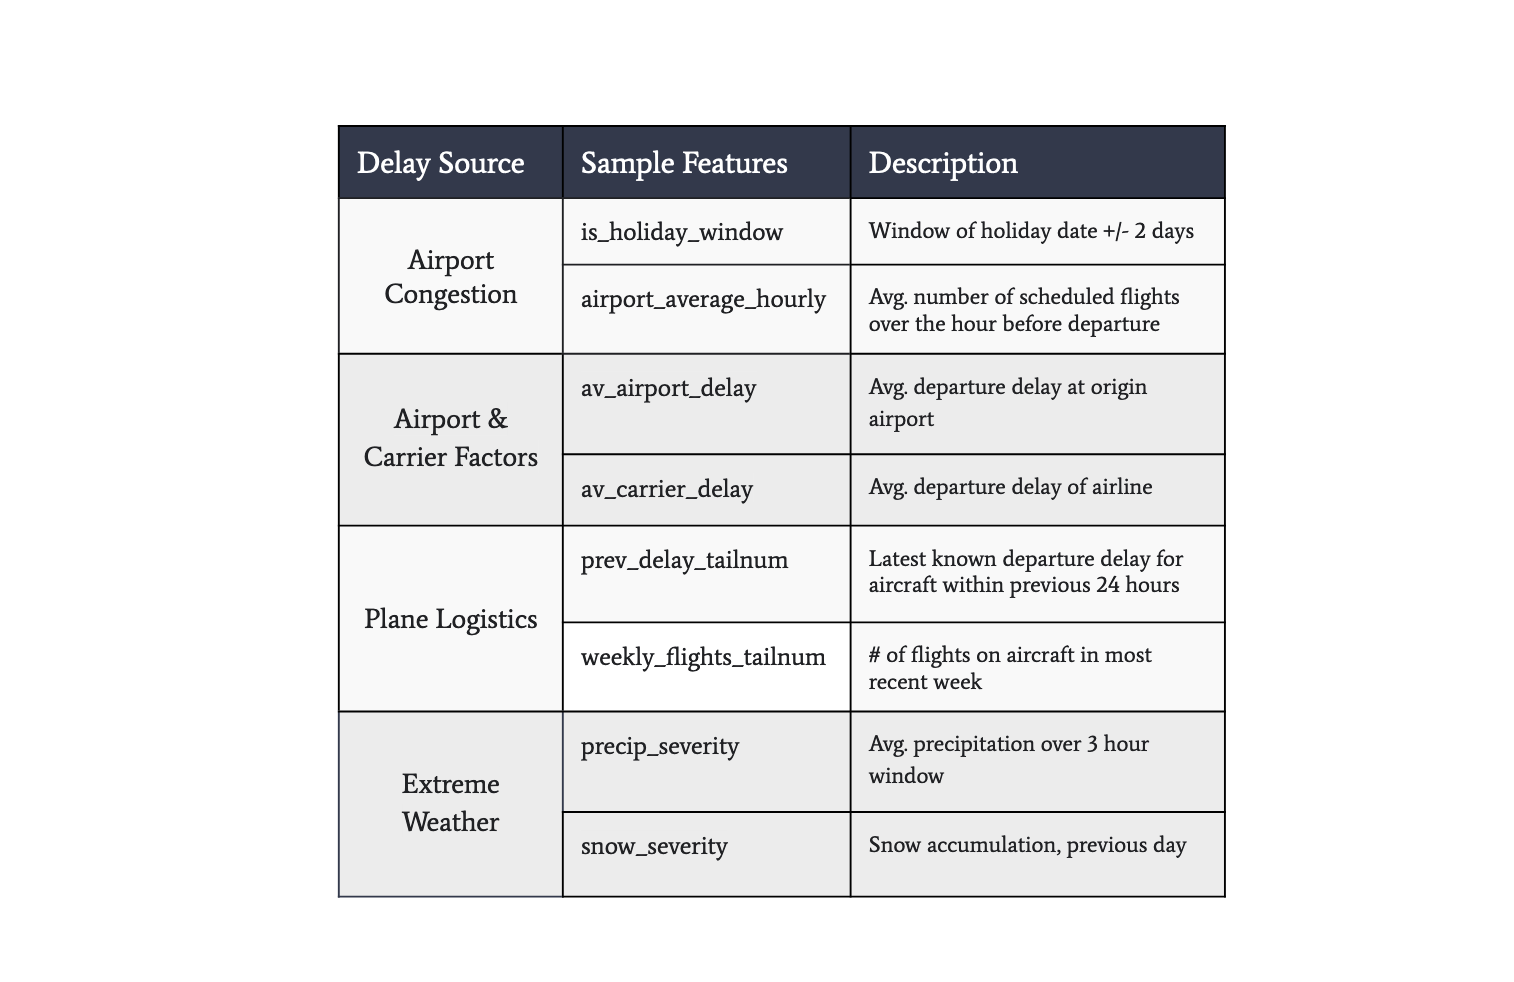 Delay Source
Sample Features
Description
Airport
Congestion
is_holiday_window
Window of holiday date +/- 2 days
airport_average_hourly
Avg. number of scheduled flights
over the hour before departure
Airport &
Carrier Factors
av_airport_delay
Avg. departure delay at origin
airport
av_carrier_delay
Avg. departure delay of airline
Plane Logistics
prev_delay_tailnum
Latest known departure delay for
aircraft within previous 24 hours
weekly_flights_tailnum
# of flights on aircraft in most
recent week
Extreme
Weather
precip_severity
Avg. precipitation over 3 hour
window
snow_severity
Snow accumulation, previous day